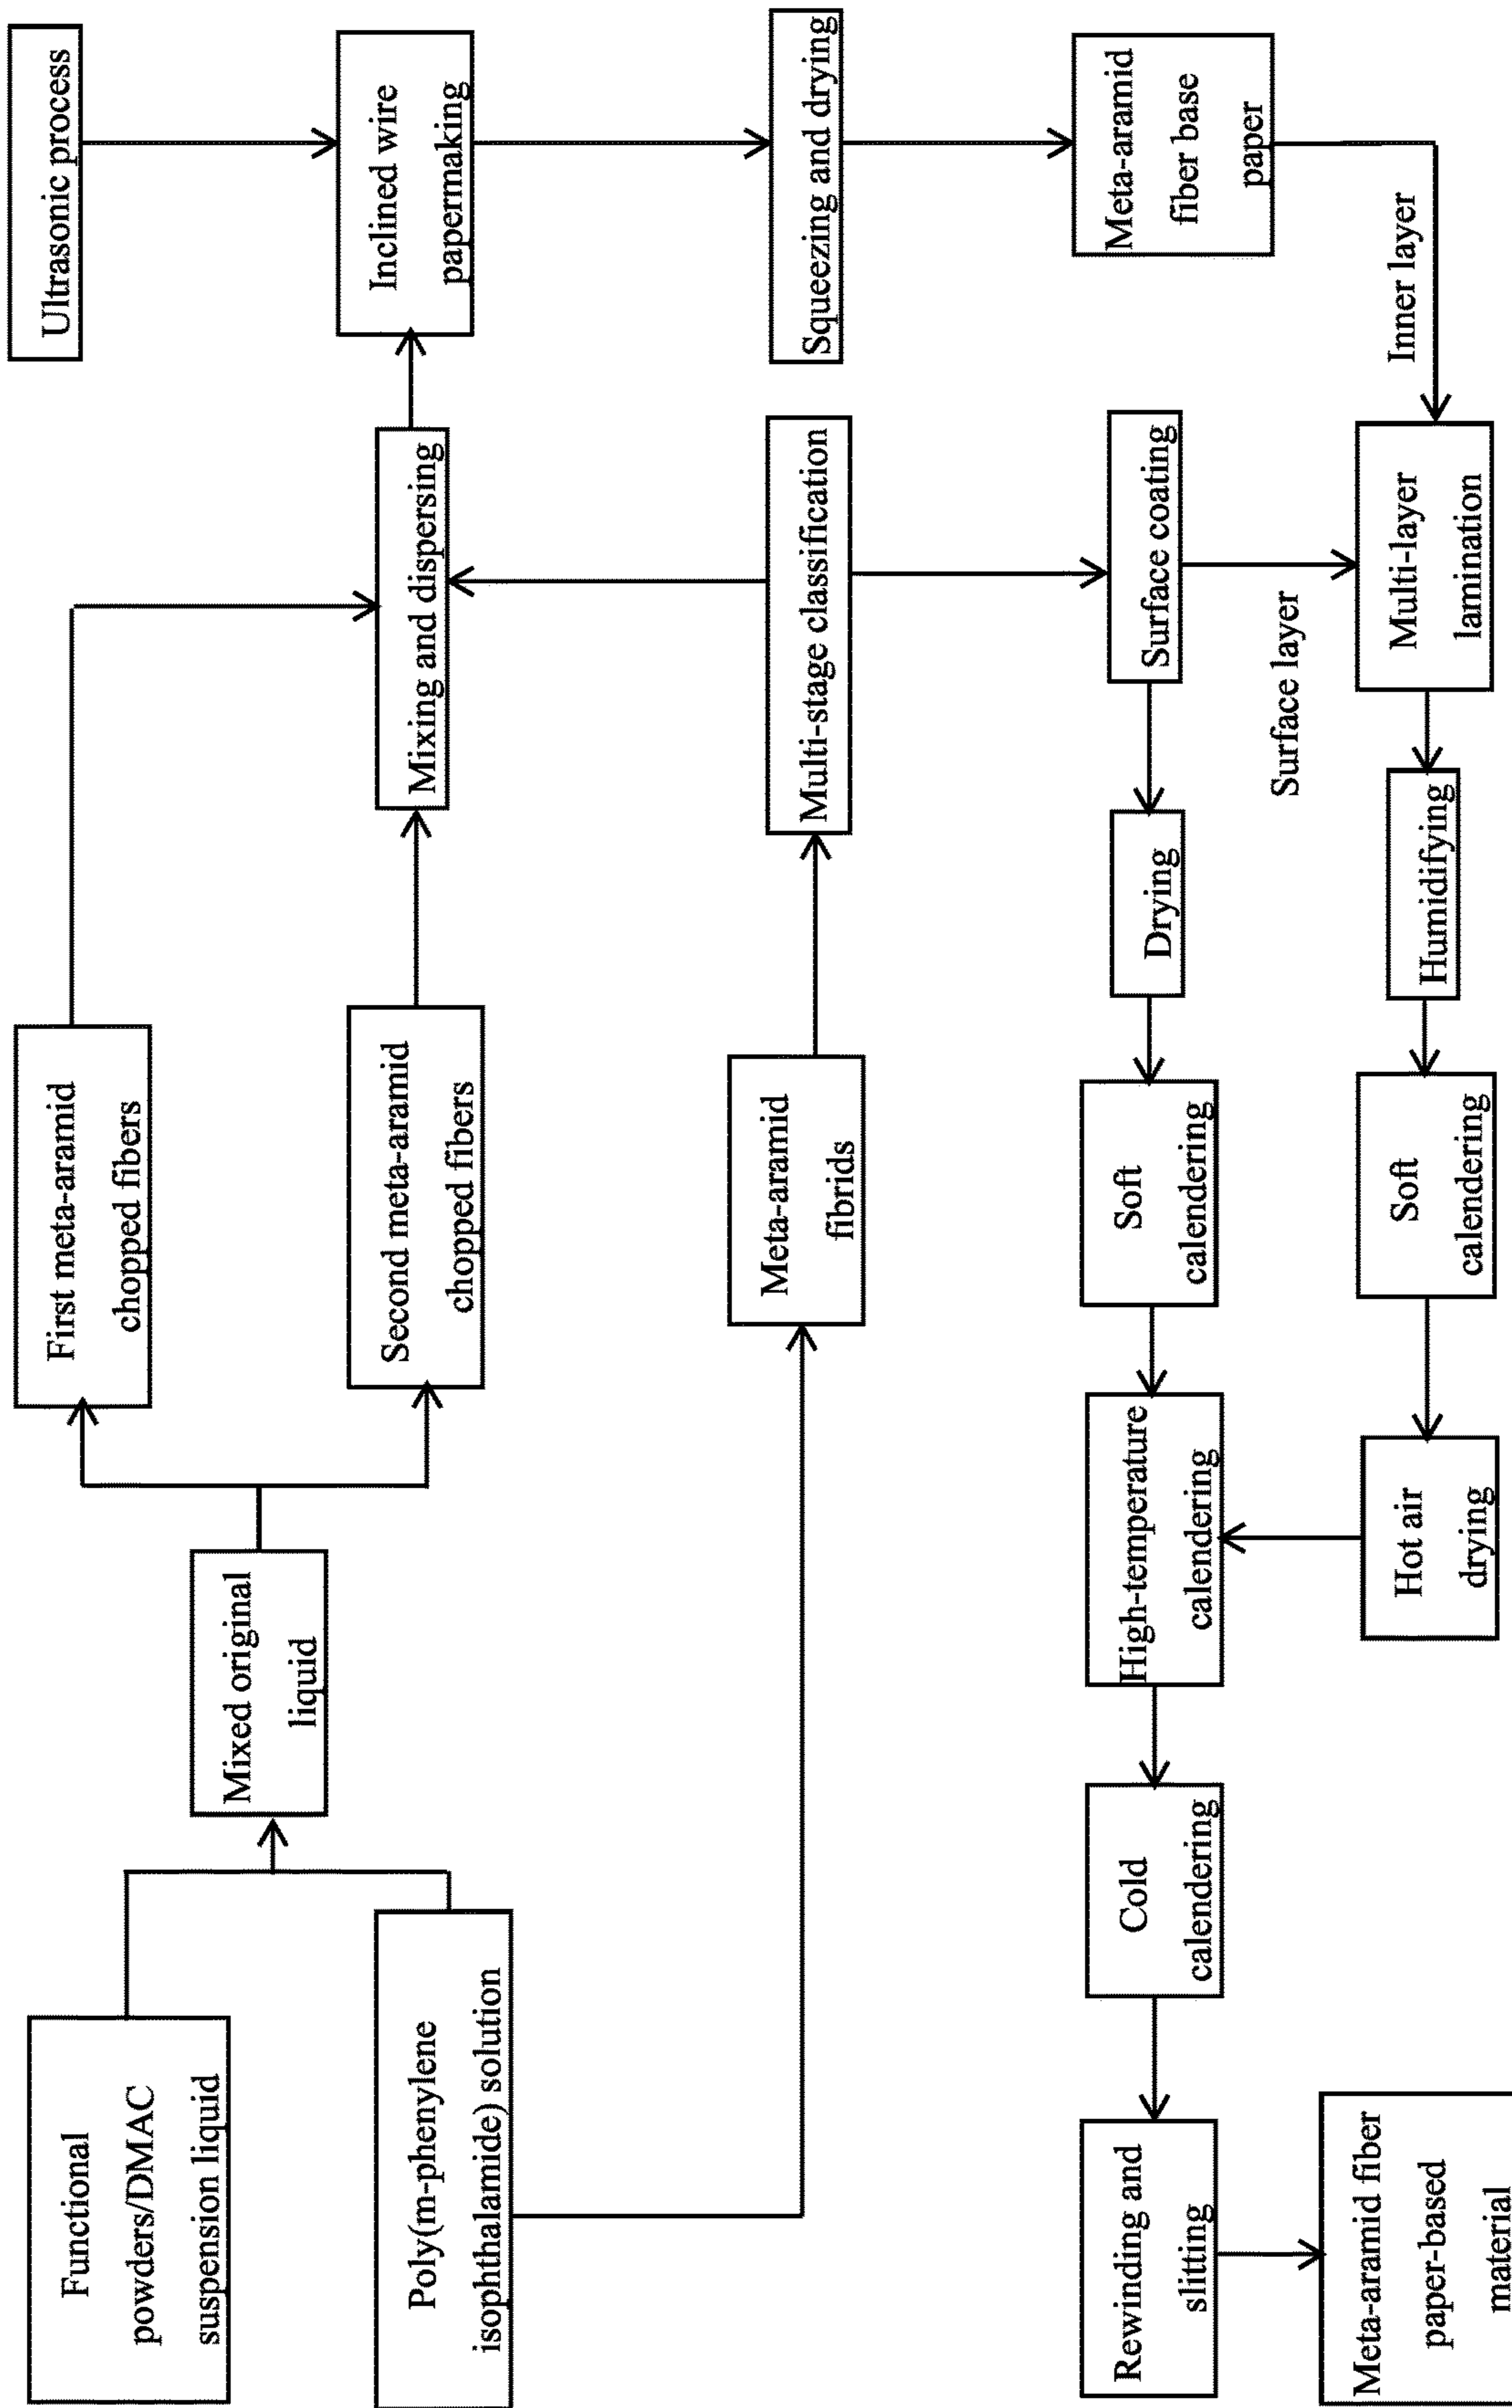 Functional
powders/DMAC
suspension liquid
Poly(m-phenylene
isophthalamide) solution
Mixed original
liquid
First meta-aramid
chopped fibers
Second meta-aramid
chopped fibers
Meta-aramid
fibrids
Mixing and dispersing
Multi-stage classification
Ultrasonic process
Inclined wire
papermaking
Squeezing and drying
Meta-aramid
fiber base
paper
Inner layer
Surface coating
Surface layer
Multi-layer
lamination
Drying
Humidifying
Soft
calendering
Soft
calendering
High-temperature
calendering
Hot air
drying
Cold
calendering
Rewinding and
slitting
Meta-aramid fiber
paper-based
material